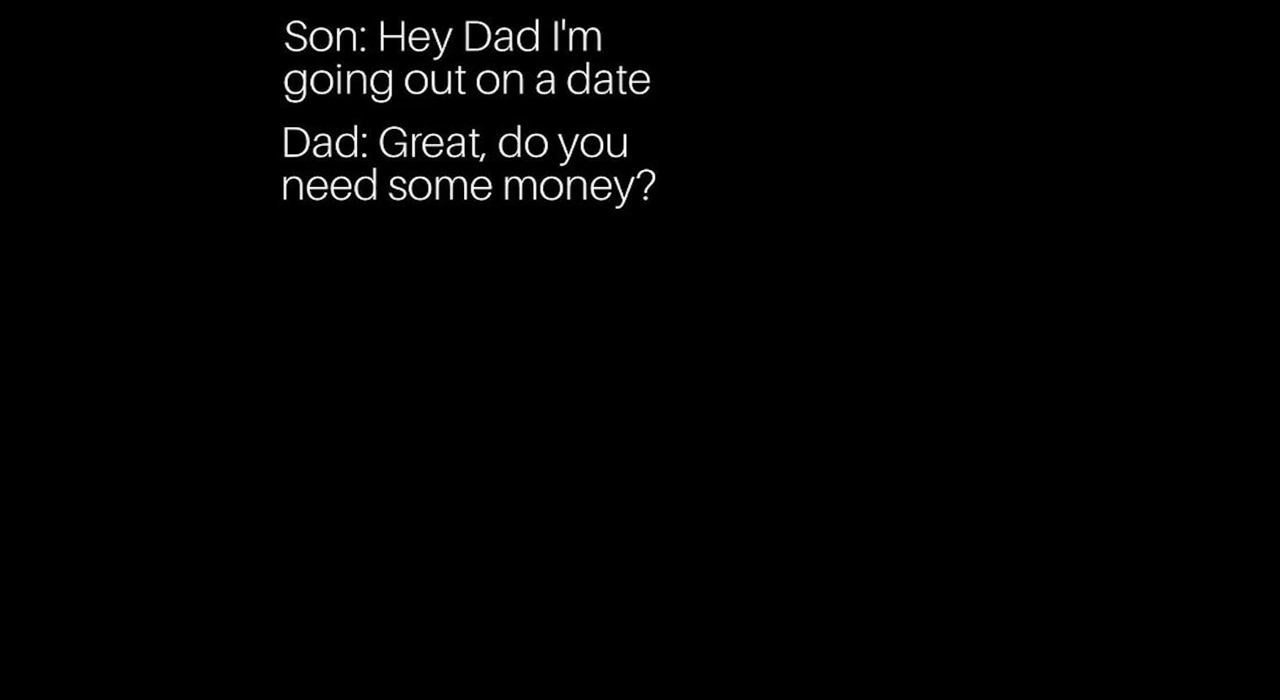 Son: Hey Dad I'm
going out on a date
Dad: Great, do you
need some money?